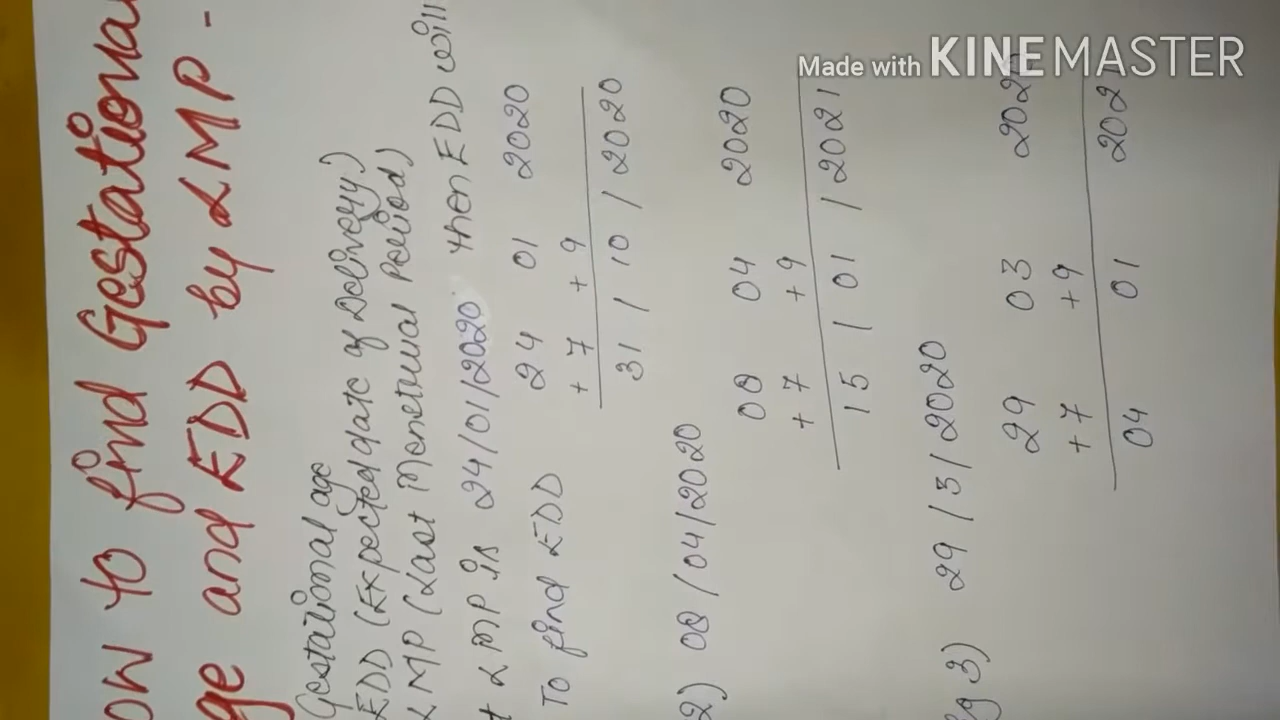 Made with KINEMASTER
ow to find Gestational
ge and EDD by LMP -
Gestational age
EDD (Expected date of Delivery)
LMP (Last Menstrual Period)
LMP is 24/01/2020 then EDD will
To find EDD
24 01 2020
+ 7 + 9
31 / 10 / 2020
2) 08/04/2020
08 04 2020
+ 7 + 9
15 / 01 / 2021
3) 29/3/2020
29 03 2020
+ 7 + 9
04 01 2021